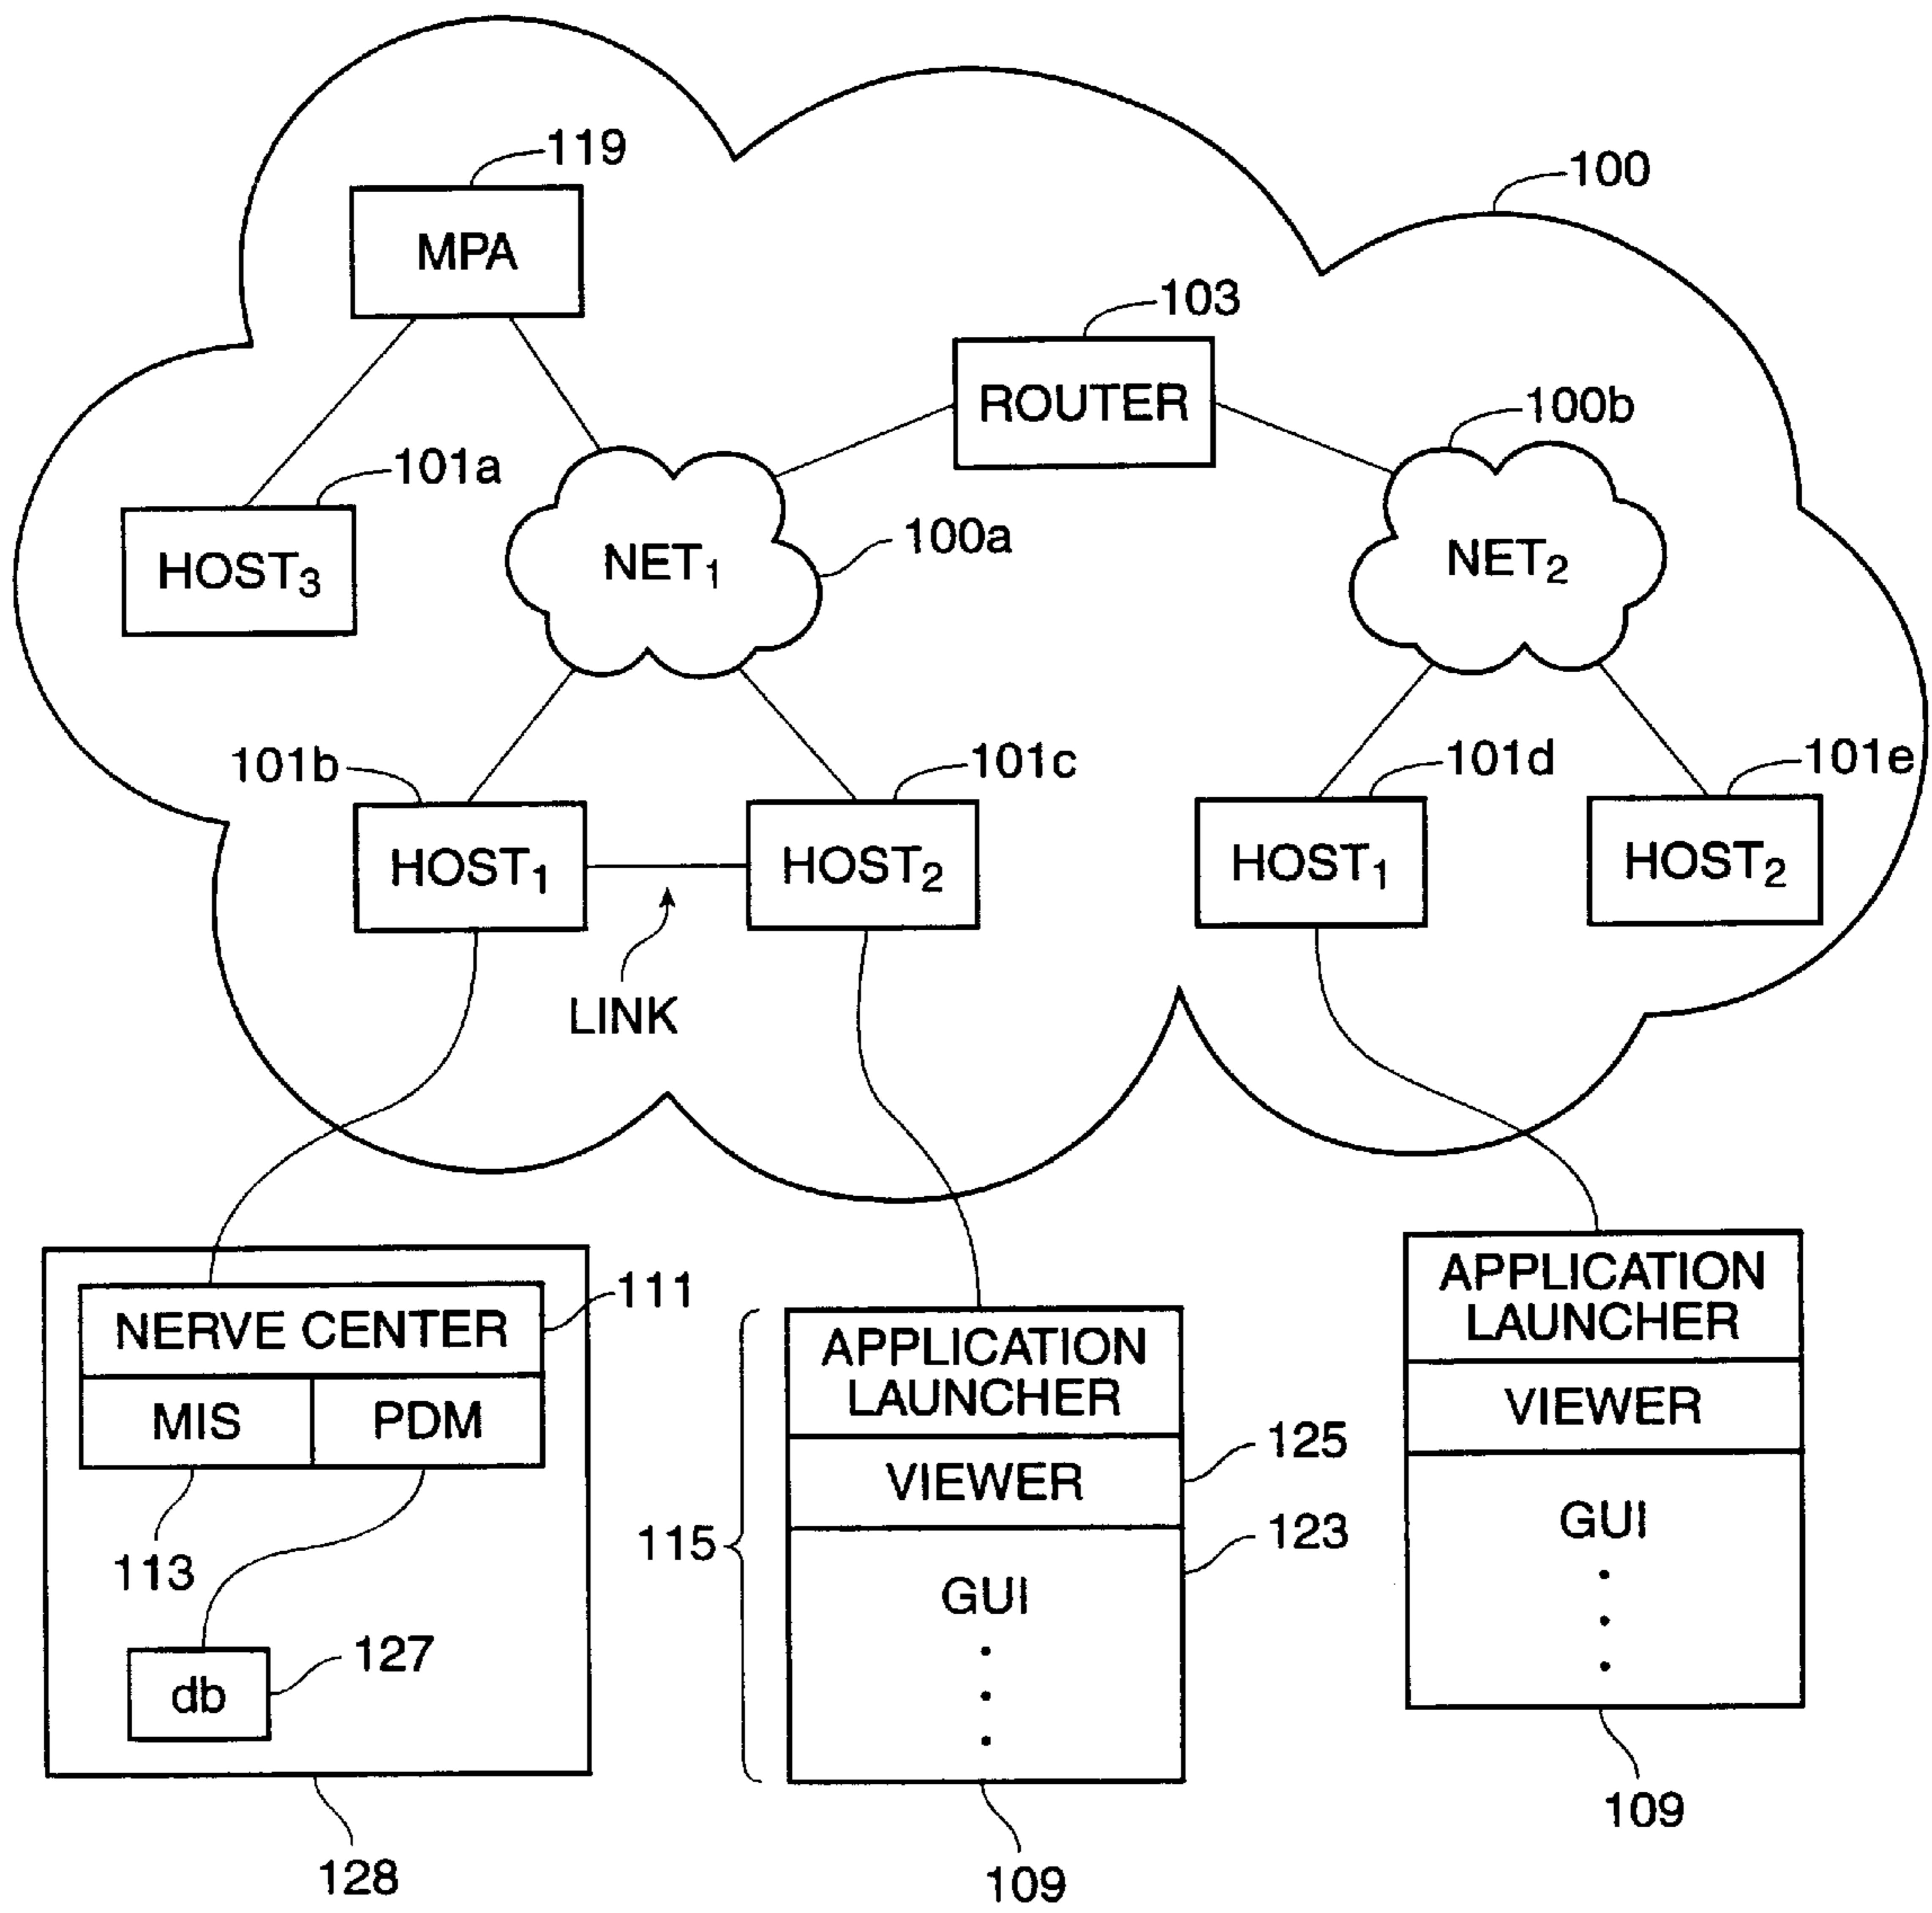 119
100
MPA
103
ROUTER
100b
101a
100a
HOST₃
NET₁
NET₂
101b
101c
101d
101e
HOST₁
HOST₂
HOST₁
HOST₂
LINK
NERVE CENTER
111
MIS
PDM
113
db
127
128
APPLICATION
LAUNCHER
VIEWER
125
115
123
GUI
109
APPLICATION
LAUNCHER
VIEWER
GUI
109